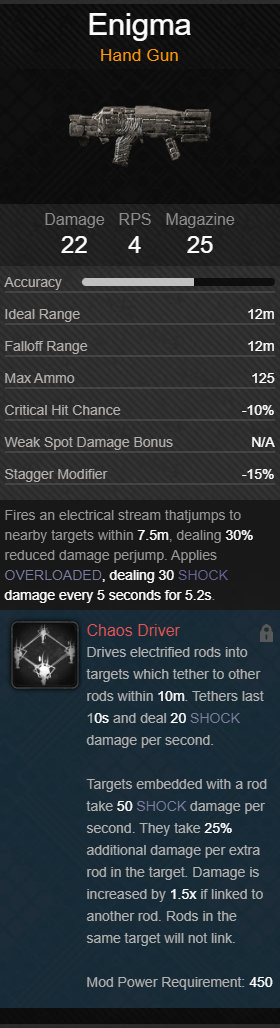 Enigma
Hand Gun
Damage RPS Magazine
22 4 25
Accuracy
Ideal Range 12m
Falloff Range 12m
Max Ammo 125
Critical Hit Chance -10%
Weak Spot Damage Bonus N/A
Stagger Modifier -15%
Fires an electrical stream thatjumps to
nearby targets within 7.5m, dealing 30%
reduced damage perjump. Applies
OVERLOADED, dealing 30 SHOCK
damage every 5 seconds for 5.2s.
Chaos Driver
Drives electrified rods into
targets which tether to other
rods within 10m. Tethers last
10s and deal 20 SHOCK
damage per second.
Targets embedded with a rod
take 50 SHOCK damage per
second. They take 25%
additional damage per extra
rod in the target. Damage is
increased by 1.5x if linked to
another rod. Rods in the
same target will not link.
Mod Power Requirement: 450